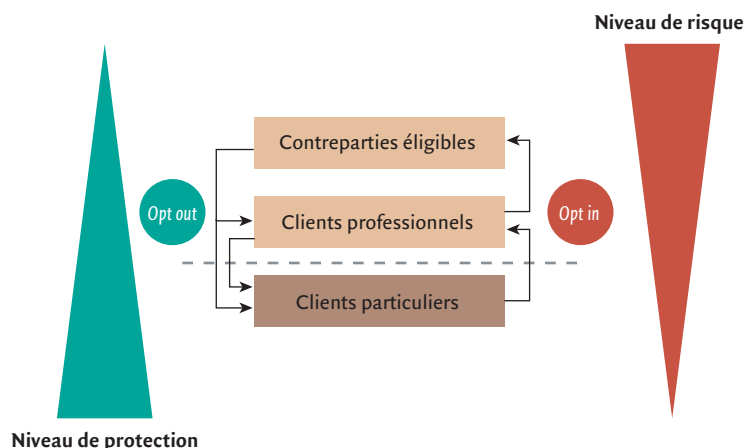 Niveau de risque
Contreparties éligibles
Opt out
Clients professionnels
Opt in
Clients particuliers
Niveau de protection